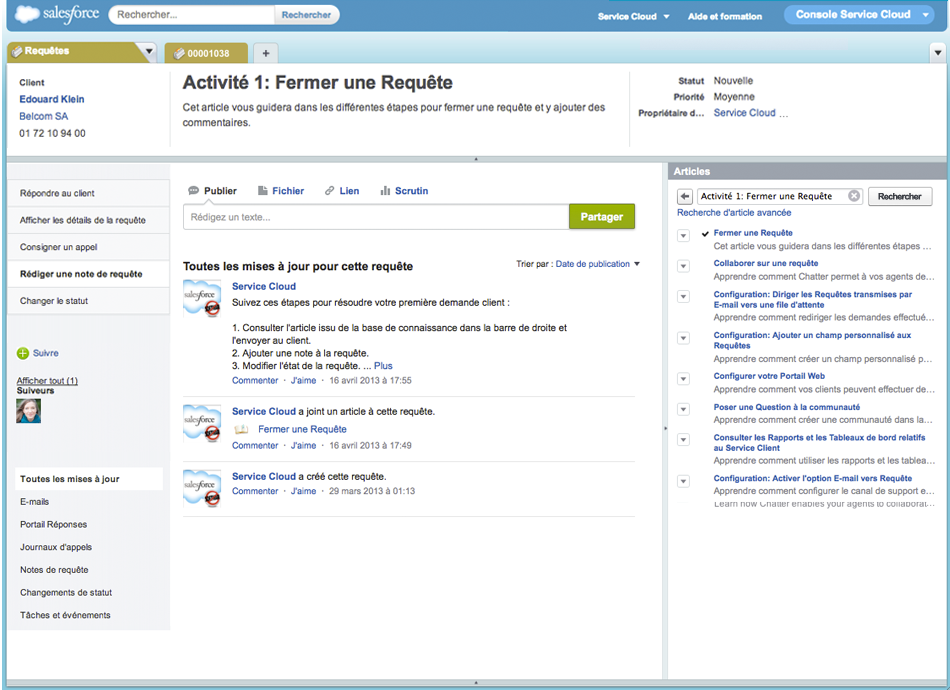 salesforce
Rechercher...
Rechercher
Service Cloud
Aide et formation
Console Service Cloud
Requêtes
00001038
+
Client
Edouard Klein
Belcom SA
01 72 10 94 00
Activité 1: Fermer une Requête
Cet article vous guidera dans les différentes étapes pour fermer une requête et y ajouter des
commentaires.
Statut Nouvelle
Priorité Moyenne
Propriétaire d... Service Cloud ...
Répondre au client
Afficher les détails de la requête
Consigner un appel
Rédiger une note de requête
Changer le statut
Suivre
Afficher tout (1)
Suiveurs
Toutes les mises à jour
E-mails
Portail Réponses
Journaux d'appels
Notes de requête
Changements de statut
Tâches et événements
Publier Fichier Lien Scrutin
Rédigez un texte...
Partager
Toutes les mises à jour pour cette requête
Trier par : Date de publication
salesforce
Service Cloud
Suivez ces étapes pour résoudre votre première demande client :
1. Consulter l'article issu de la base de connaissance dans la barre de droite et
l'envoyer au client.
2. Ajouter une note à la requête.
3. Modifier l'état de la requête. ... Plus
Commenter · J'aime · 16 avril 2013 à 17:55
salesforce
Service Cloud a joint un article à cette requête.
Fermer une Requête
Commenter · J'aime · 16 avril 2013 à 17:49
salesforce
Service Cloud a créé cette requête.
Commenter · J'aime · 29 mars 2013 à 01:13
Articles
Activité 1: Fermer une Requête
Rechercher
Recherche d'article avancée
Fermer une Requête
Cet article vous guidera dans les différentes étapes ...
Collaborer sur une requête
Apprendre comment Chatter permet à vos agents de...
Configuration: Diriger les Requêtes transmises par
E-mail vers une file d'attente
Apprendre comment rediriger les demandes effectué...
Configuration: Ajouter un champ personnalisé aux
Requêtes
Apprendre comment créer un champ personnalisé p...
Configurer votre Portail Web
Apprendre comment vos clients peuvent effectuer de...
Poser une Question à la communauté
Apprendre comment créer une communauté dans la...
Consulter les Rapports et les Tableaux de bord relatifs
au Service Client
Apprendre comment utiliser les rapports et les tablea...
Configuration: Activer l'option E-mail vers Requête
Apprendre comment configurer le canal de support e...
Learn how Chatter enables your agents to collaborat...